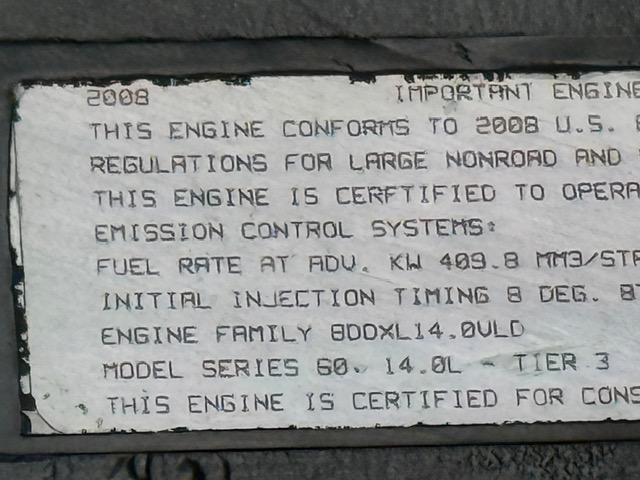 2008 IMPORTANT ENGINE
THIS ENGINE CONFORMS TO 2008 U.S.
REGULATIONS FOR LARGE NONROAD AND
THIS ENGINE IS CERFTIFIED TO OPERA
EMISSION CONTROL SYSTEMS:
FUEL RATE AT ADV. KW 409.8 MM3/STR
INITIAL INJECTION TIMING 8 DEG. BT
ENGINE FAMILY 8DDXL14.0VLD
MODEL SERIES 60. 14.0L - TIER 3
THIS ENGINE IS CERTIFIED FOR CONS